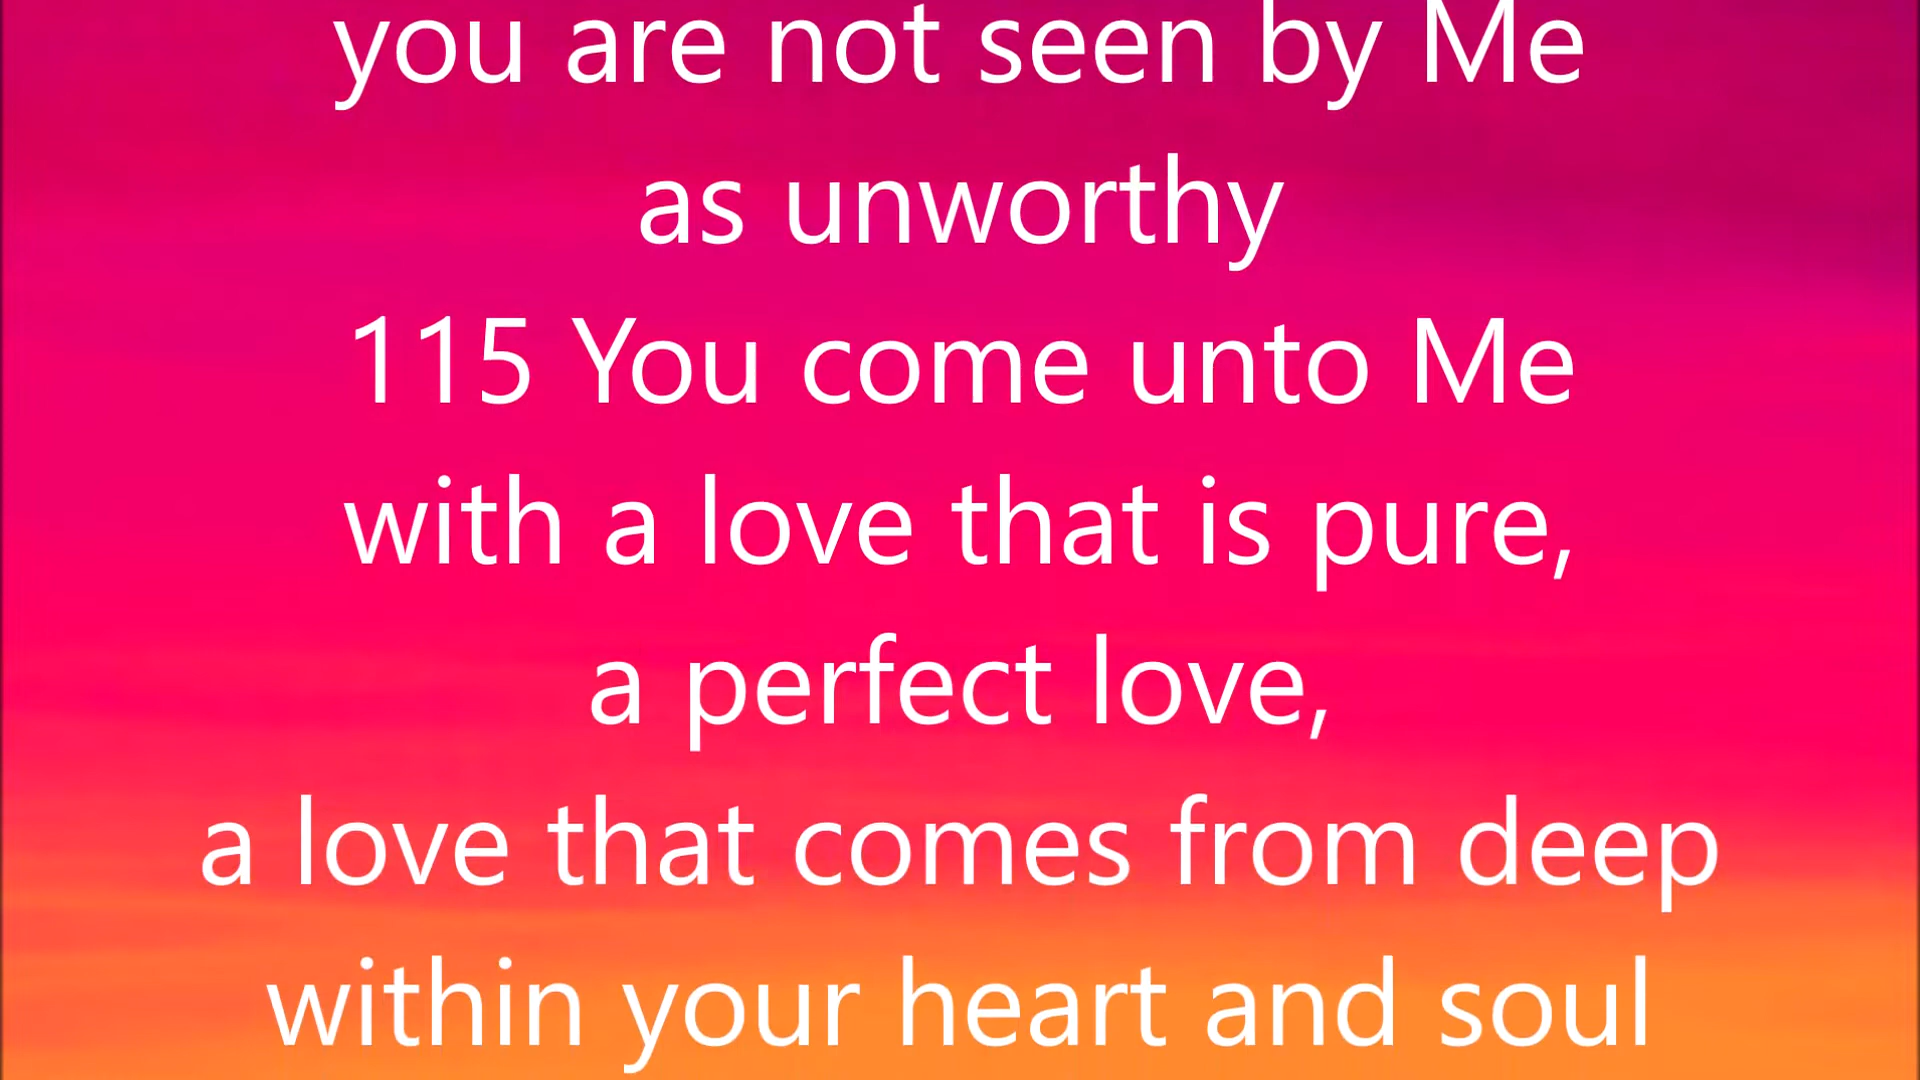 you are not seen by Me
as unworthy
115 You come unto Me
with a love that is pure,
a perfect love,
a love that comes from deep
within your heart and soul